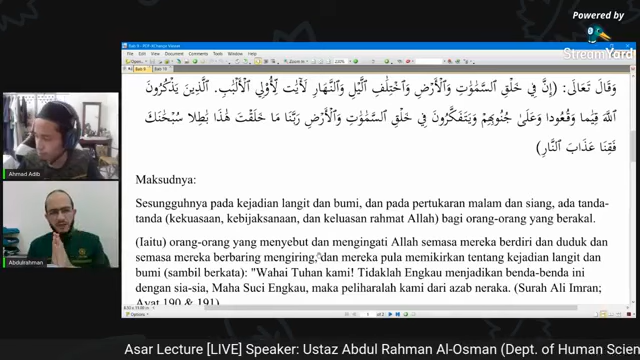 Powered by
StreamYard
وَقَالَ تَعَالَى: (إِنَّ فِي خَلْقِ السَّمَٰوَٰتِ وَالْأَرْضِ وَاخْتِلَٰفِ الَّيْلِ وَالنَّهَارِ لَآيَٰتٍ لِّأُوْلِي الْأَلْبَٰبِ. الَّذِينَ يَذْكُرُونَ
اللَّهَ قِيَٰمًا وَقُعُودًا وَعَلَىٰ جُنُوبِهِمْ وَيَتَفَكَّرُونَ فِي خَلْقِ السَّمَٰوَٰتِ وَالْأَرْضِ رَبَّنَا مَا خَلَقْتَ هَٰذَا بَٰطِلًا سُبْحَٰنَكَ
فَقِنَا عَذَابَ النَّارِ)
Maksudnya:
Sesungguhnya pada kejadian langit dan bumi, dan pada pertukaran malam dan siang, ada tanda-
tanda (kekuasaan, kebijaksanaan, dan keluasan rahmat Allah) bagi orang-orang yang berakal.
(Iaitu) orang-orang yang menyebut dan mengingati Allah semasa mereka berdiri dan duduk dan
semasa mereka berbaring mengiring, dan mereka pula memikirkan tentang kejadian langit dan
bumi (sambil berkata): "Wahai Tuhan kami! Tidaklah Engkau menjadikan benda-benda ini
dengan sia-sia, Maha Suci Engkau, maka peliharalah kami dari azab neraka. (Surah Ali Imran;
Ayat 190 & 191)
Ahmad Adib
Abdulrahman
Asar Lecture [LIVE] Speaker: Ustaz Abdul Rahman Al-Osman (Dept. of Human Scien